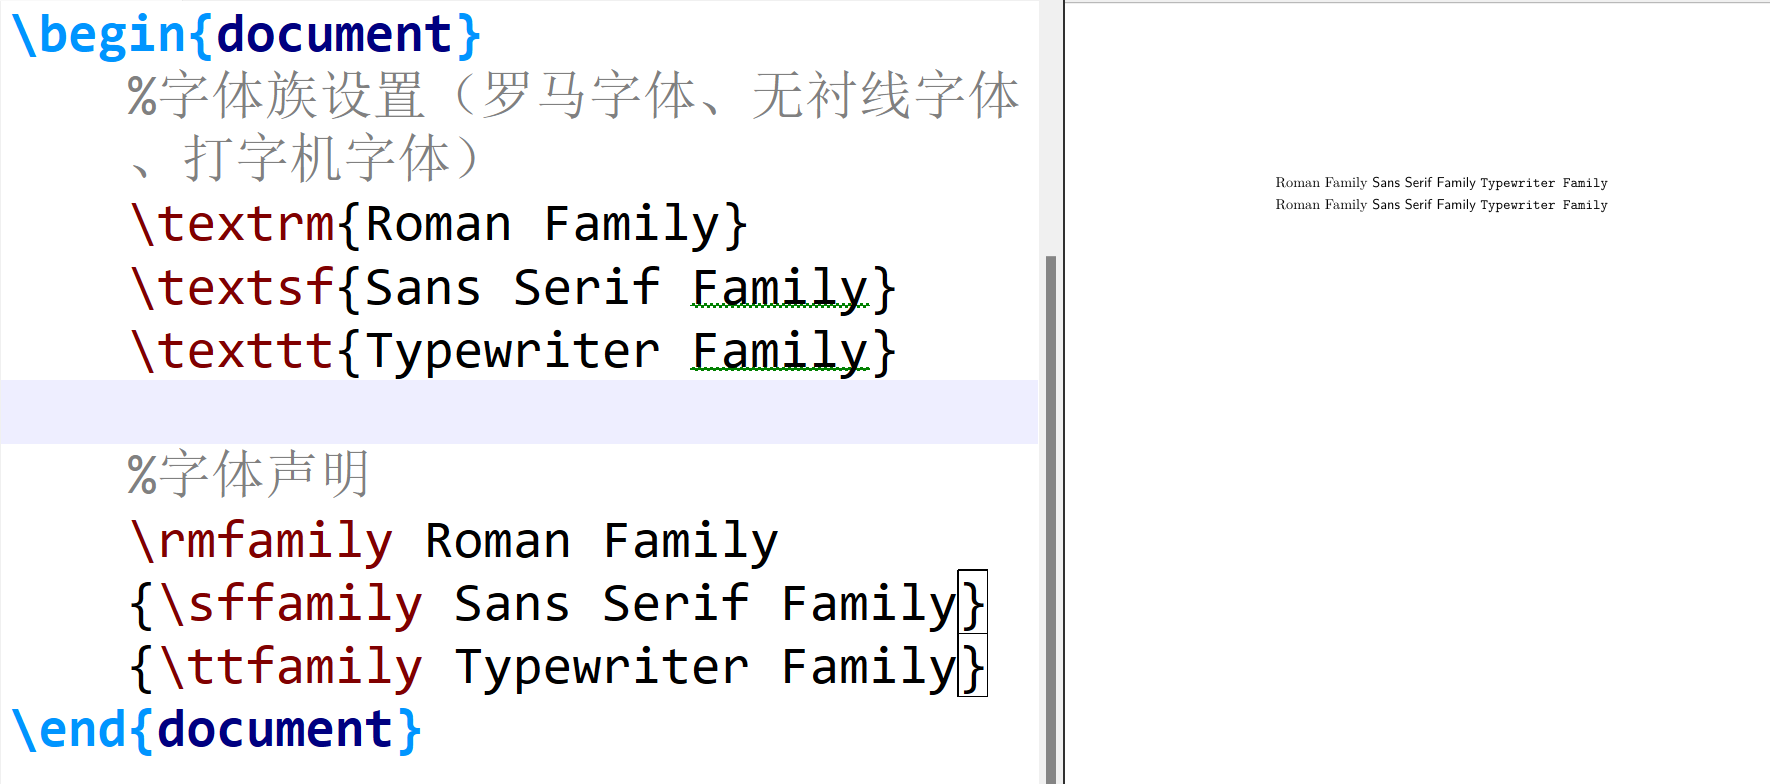 \begin{document}
%字体族设置（罗马字体、无衬线字体
、打字机字体）
\textrm{Roman Family}
\textsf{Sans Serif Family}
\texttt{Typewriter Family}
%字体声明
\rmfamily Roman Family
{\sffamily Sans Serif Family}
{\ttfamily Typewriter Family}
\end{document}
Roman Family Sans Serif Family Typewriter Family
Roman Family Sans Serif Family Typewriter Family